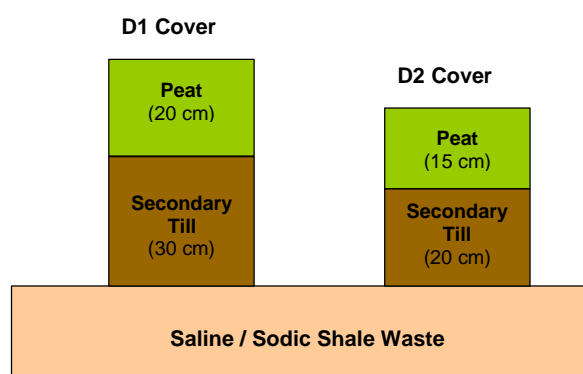 D1 Cover
Peat
(20 cm)
Secondary
Till
(30 cm)
D2 Cover
Peat
(15 cm)
Secondary
Till
(20 cm)
Saline / Sodic Shale Waste